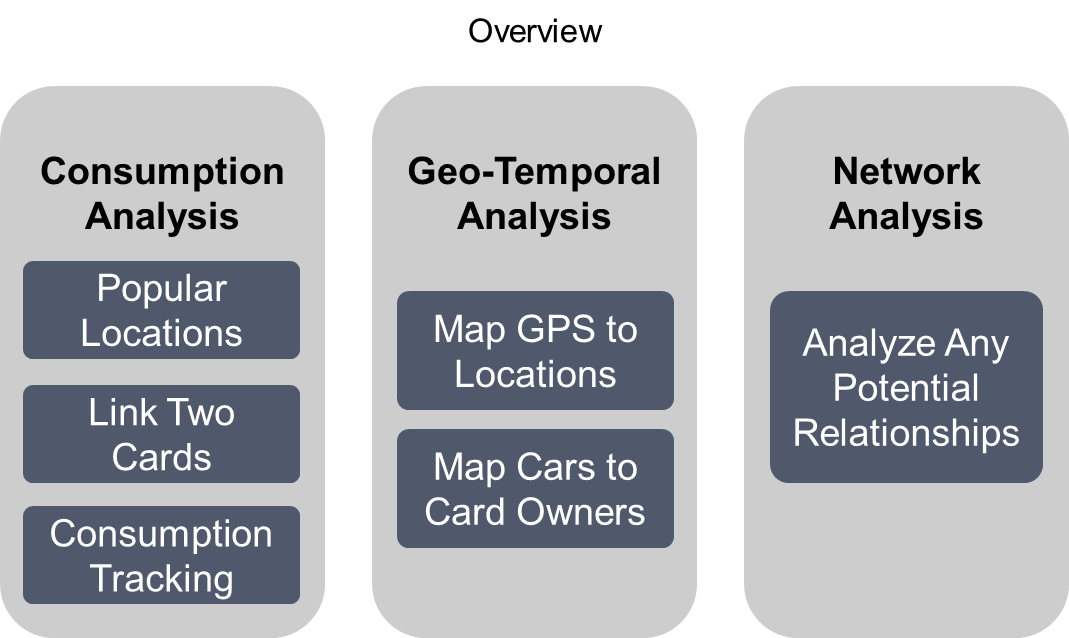 Overview
Consumption
Analysis
Popular
Locations
Link Two
Cards
Consumption
Tracking
Geo-Temporal
Analysis
Map GPS to
Locations
Map Cars to
Card Owners
Network
Analysis
Analyze Any
Potential
Relationships